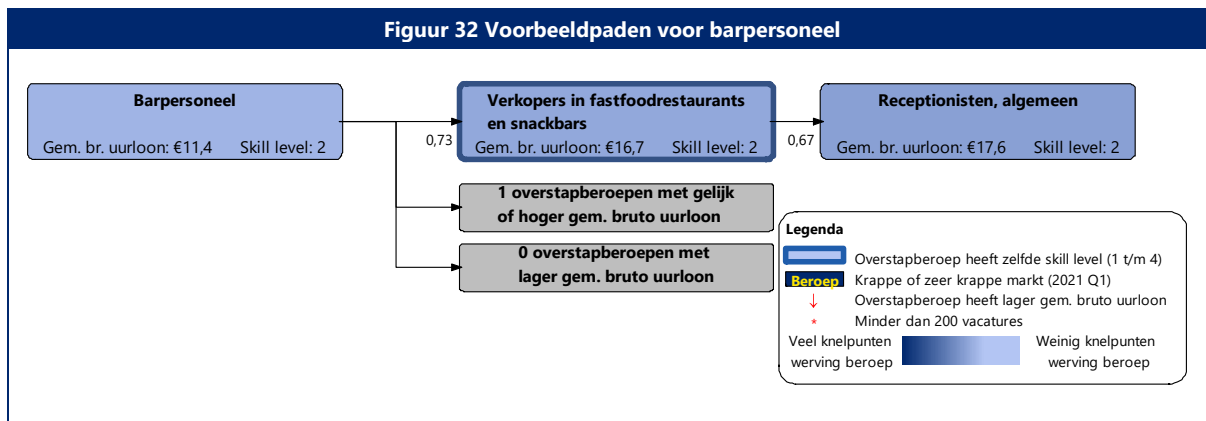 Figuur 32 Voorbeeldpaden voor barpersoneel
Barpersoneel
Gem. br. uurloon: €11,4 Skill level: 2
0,73
Verkopers in fastfoodrestaurants
en snackbars
Gem. br. uurloon: €16,7 Skill level: 2
0,67
Receptionisten, algemeen
Gem. br. uurloon: €17,6 Skill level: 2
1 overstapberoepen met gelijk
of hoger gem. bruto uurloon
0 overstapberoepen met
lager gem. bruto uurloon
Legenda
Overstapberoep heeft zelfde skill level (1 t/m 4)
Beroep Krappe of zeer krappe markt (2021 Q1)
↓ Overstapberoep heeft lager gem. bruto uurloon
* Minder dan 200 vacatures
Veel knelpunten
werving beroep
Weinig knelpunten
werving beroep